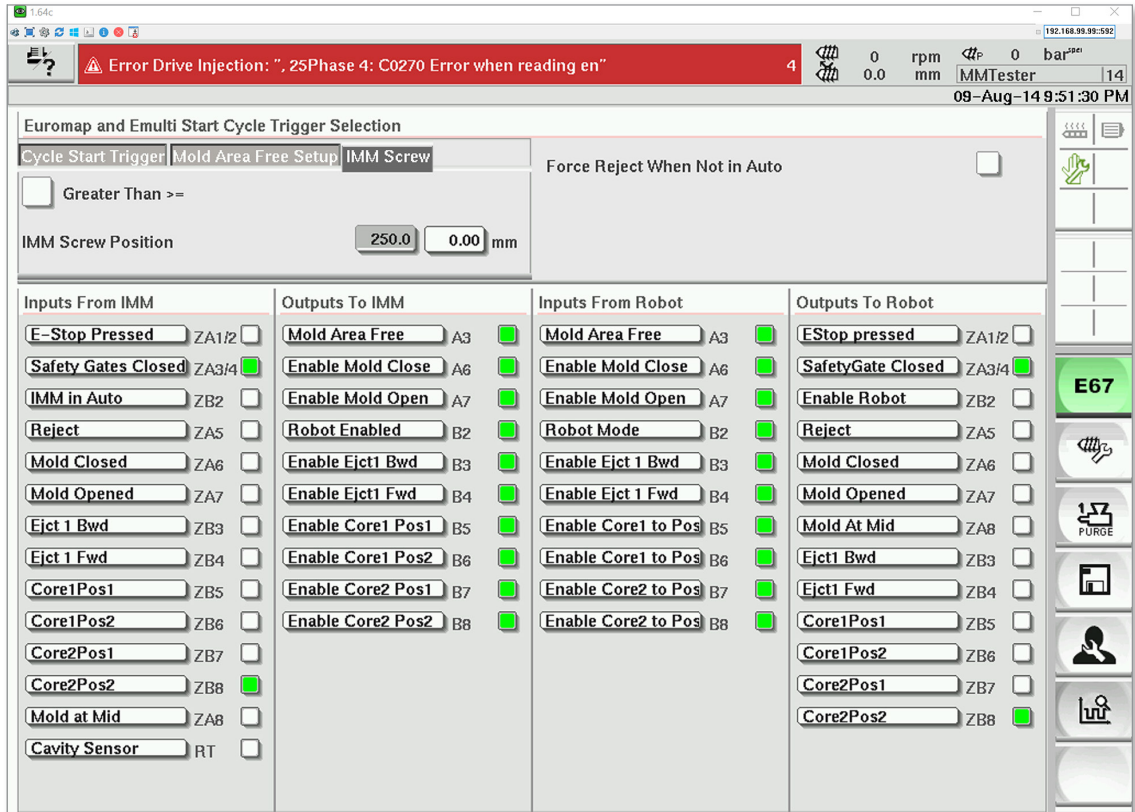 1.64c
192.168.99.99::592
Error Drive Injection: ", 25Phase 4: C0270 Error when reading en" 4
0 rpm 0 bar spei
0.0 mm MMTester 14
09-Aug-14 9:51:30 PM
Euromap and Emulti Start Cycle Trigger Selection
Cycle Start Trigger Mold Area Free Setup IMM Screw
Force Reject When Not in Auto
Greater Than >=
IMM Screw Position 250.0 0.00 mm
Inputs From IMM Outputs To IMM Inputs From Robot Outputs To Robot
E-Stop Pressed ZA1/2 Mold Area Free A3 Mold Area Free A3 EStop pressed ZA1/2
Safety Gates Closed ZA3/4 Enable Mold Close A6 Enable Mold Close A6 SafetyGate Closed ZA3/4
IMM in Auto ZB2 Enable Mold Open A7 Enable Mold Open A7 Enable Robot ZB2
Reject ZA5 Robot Enabled B2 Robot Mode B2 Reject ZA5
Mold Closed ZA6 Enable Ejct1 Bwd B3 Enable Ejct 1 Bwd B3 Mold Closed ZA6
Mold Opened ZA7 Enable Ejct1 Fwd B4 Enable Ejct 1 Fwd B4 Mold Opened ZA7
Ejct 1 Bwd ZB3 Enable Core1 Pos1 B5 Enable Core1 to Pos B5 Mold At Mid ZA8
Ejct 1 Fwd ZB4 Enable Core1 Pos2 B6 Enable Core1 to Pos B6 Ejct1 Bwd ZB3
Core1Pos1 ZB5 Enable Core2 Pos1 B7 Enable Core2 to Pos B7 Ejct1 Fwd ZB4
Core1Pos2 ZB6 Enable Core2 Pos2 B8 Enable Core2 to Pos B8 Core1Pos1 ZB5
Core2Pos1 ZB7 Core1Pos2 ZB6
Core2Pos2 ZB8 Core2Pos1 ZB7
Mold at Mid ZA8 Core2Pos2 ZB8
Cavity Sensor RT
E67
PURGE